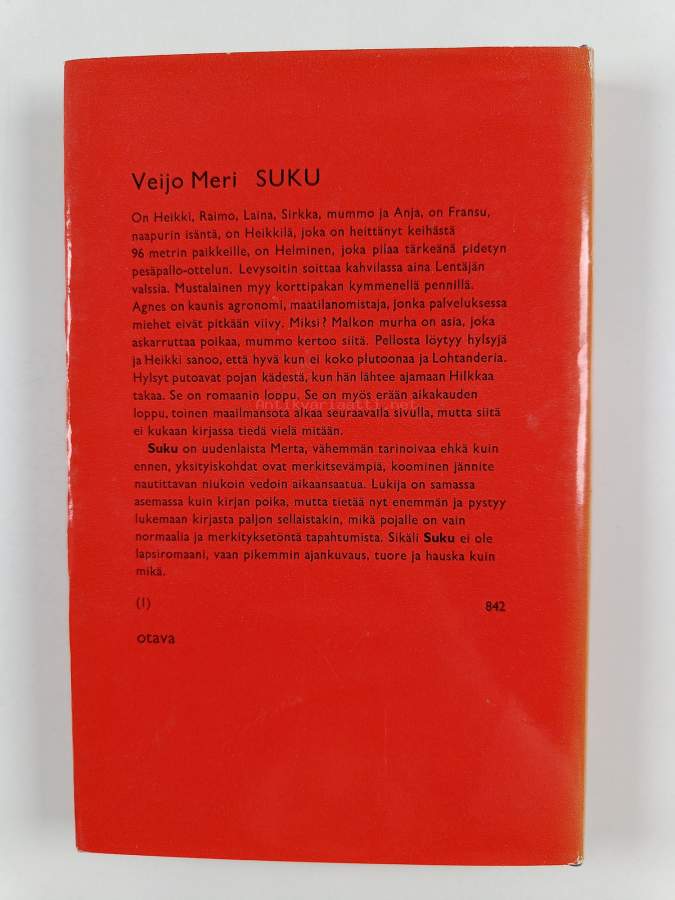 Veijo Meri SUKU
On Heikki, Raimo, Laina, Sirkka, mummo ja Anja, on Fransu,
naapurin isäntä, on Heikkilä, joka on heittänyt keihästä
96 metrin paikkeille, on Helminen, joka pilaa tärkeänä pidetyn
pesäpallo-ottelun. Levysoitin soittaa kahvilassa aina Lentäjän
valssia. Mustalainen myy korttipakan kymmenellä pennillä.
Agnes on kaunis agronomi, maatilanomistaja, jonka palveluksessa
miehet eivät pitkään viivy. Miksi? Malkon murha on asia, joka
askarruttaa poikaa, mummo kertoo siitä. Pellosta löytyy hylsyjä
ja Heikki sanoo, että hyvä kun ei koko plutoonaa ja Lohtanderia.
Hylsyt putoavat pojan kädestä, kun hän lähtee ajamaan Hilkkaa
takaa. Se on romaanin loppu. Se on myös erään aikakauden
Antikvariaatti.net
loppu, toinen maailmansota alkaa seuraavalla sivulla, mutta siitä
ei kukaan kirjassa tiedä vielä mitään.
Suku on uudenlaista Merta, vähemmän tarinoivaa ehkä kuin
ennen, yksityiskohdat ovat merkitsevämpiä, koominen jännite
nautittavan niukoin vedoin aikaansaatua. Lukija on samassa
asemassa kuin kirjan poika, mutta tietää nyt enemmän ja pystyy
lukemaan kirjasta paljon sellaistakin, mikä pojalle on vain
normaalia ja merkityksetöntä tapahtumista. Sikäli Suku ei ole
lapsiromaani, vaan pikemmin ajankuvaus, tuore ja hauska kuin
mikä.
(1) 842
otava